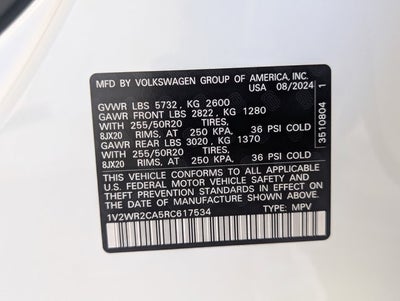 MFD BY VOLKSWAGEN GROUP OF AMERICA, INC.
USA 08/2024
GVWR LBS 5732, KG 2600
GAWR FRONT LBS 2822, KG 1280
WITH 255/50R20 TIRES,
8JX20 RIMS, AT 250 KPA. 36 PSI COLD
GAWR REAR LBS 3020, KG 1370
WITH 255/50R20 TIRES,
8JX20 RIMS, AT 250 KPA. 36 PSI COLD
THIS VEHICLE CONFORMS TO ALL APPLICABLE
U.S. FEDERAL MOTOR VEHICLE SAFETY AND
THEFT PREVENTION STANDARDS IN EFFECT ON
THE DATE OF MANUFACTURE SHOWN ABOVE.
1V2WR2CA5RC617534 TYPE: MPV
3510804 1